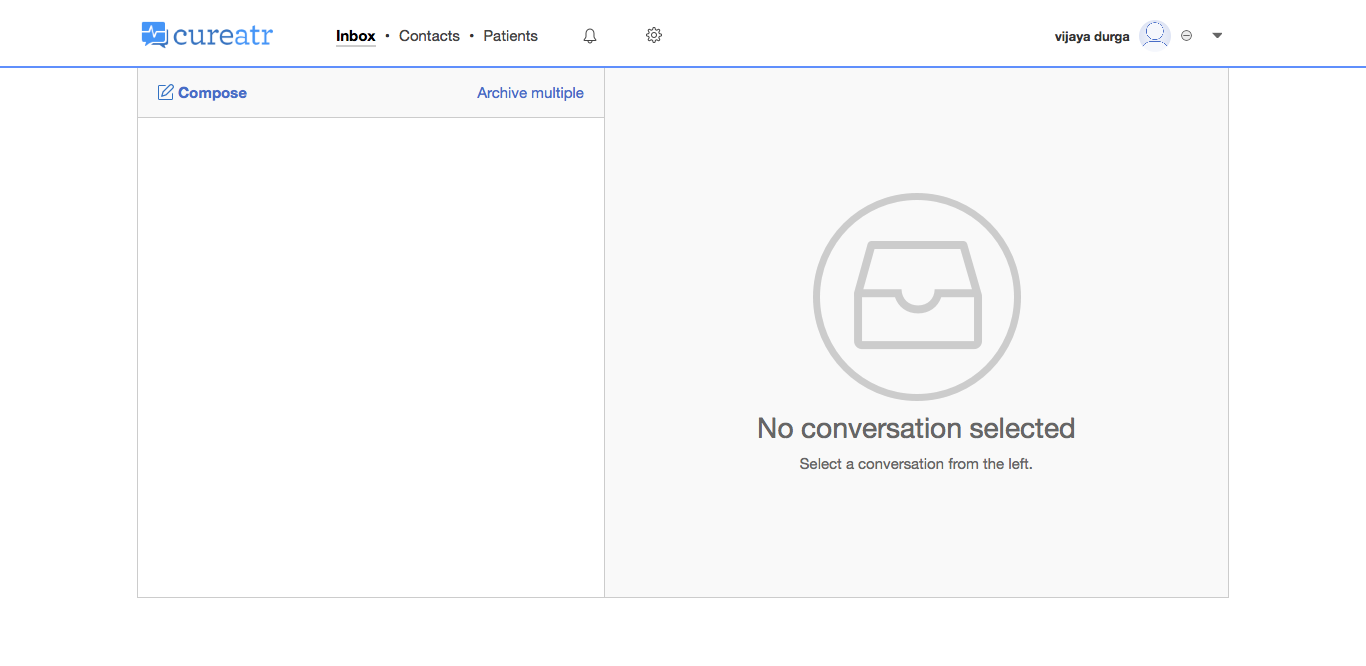 cureatr
Inbox • Contacts • Patients
vijaya durga
Compose
Archive multiple
No conversation selected
Select a conversation from the left.